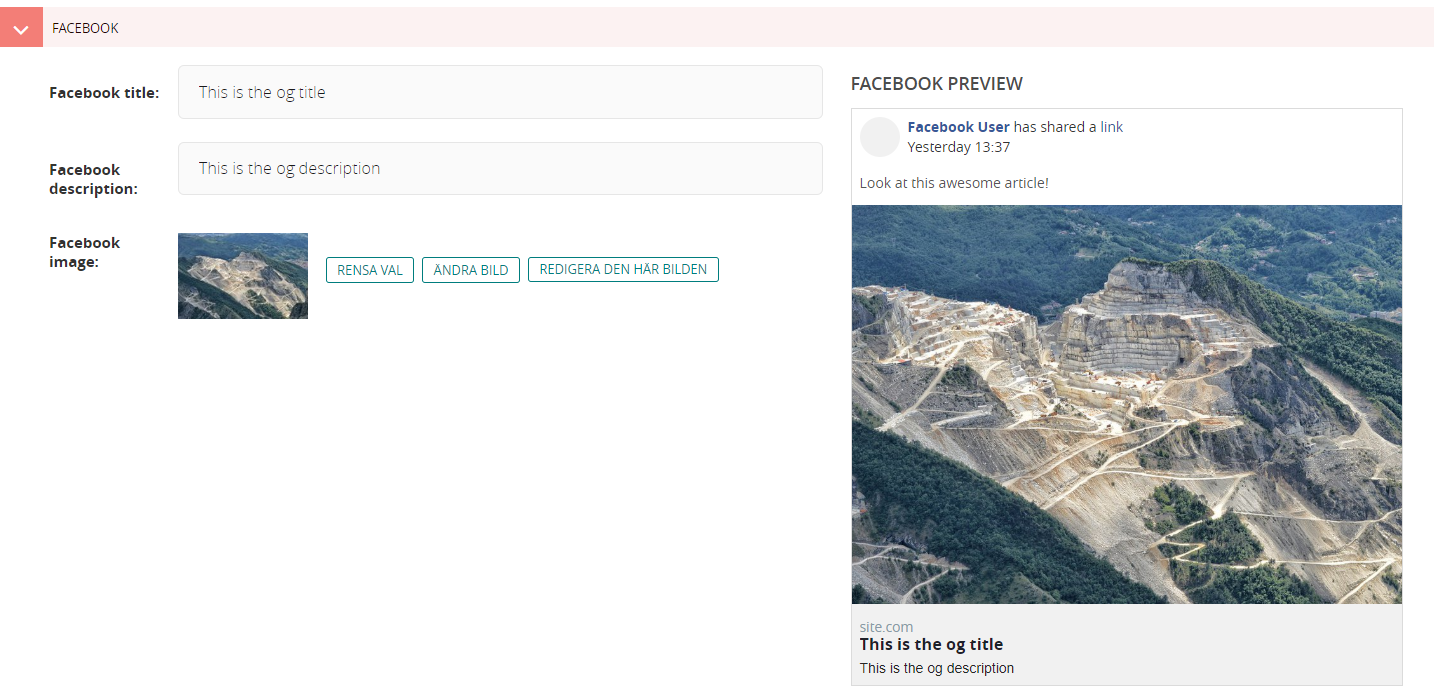 FACEBOOK
Facebook title:
This is the og title
Facebook
description:
This is the og description
Facebook
image:
RENSA VAL
ÄNDRA BILD
REDIGERA DEN HÄR BILDEN
FACEBOOK PREVIEW
Facebook User has shared a link
Yesterday 13:37
Look at this awesome article!
site.com
This is the og title
This is the og description